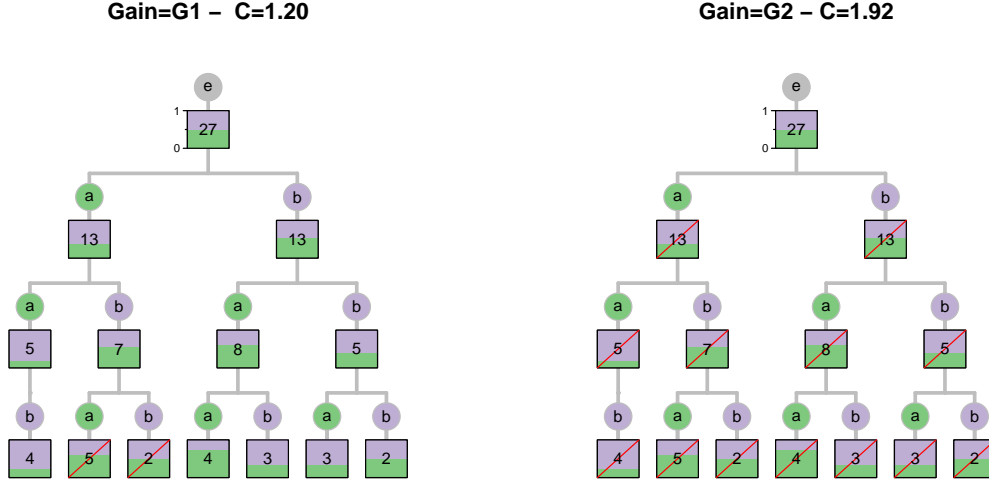 Gain=G1 – C=1.20 Gain=G2 – C=1.92
e e
1 1
27 27
0 0
a b a b
13 13 13 13
a b a b a b a b
5 7 8 5 5 7 8 5
b a b a b a b b a b a b a b
4 5 2 4 3 3 2 4 5 2 4 3 3 2